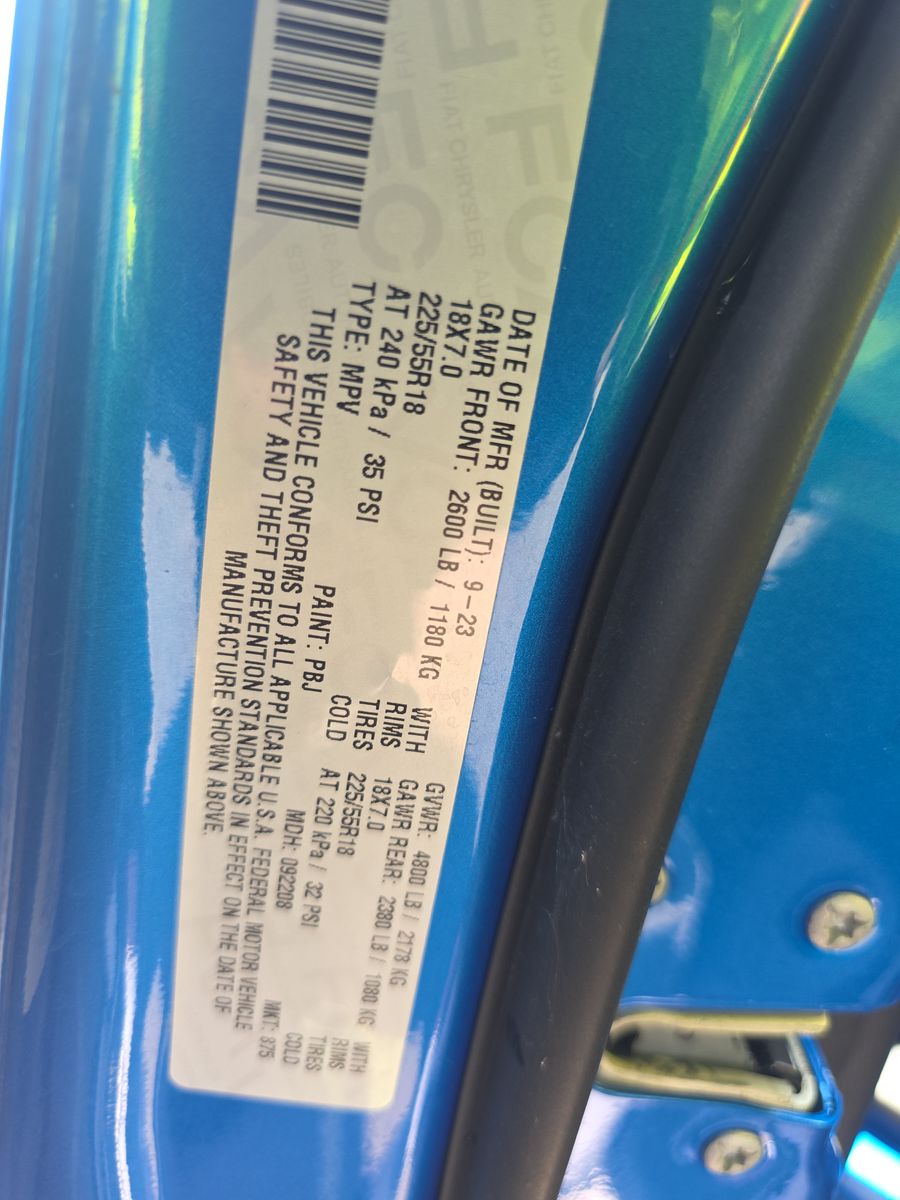 DATE OF MFR (BUILT): 9-23 GVWR: 4800 LB / 2178 KG
GAWR FRONT: 2600 LB / 1180 KG WITH GAWR REAR: 2380 LB / 1080 KG WITH
18X7.0 RIMS 18X7.0 RIMS
225/55R18 TIRES 225/55R18 TIRES
AT 240 kPa / 35 PSI COLD AT 220 kPa / 32 PSI COLD
TYPE: MPV PAINT: PBJ MDH: 092208 MKT: 875
THIS VEHICLE CONFORMS TO ALL APPLICABLE U.S.A. FEDERAL MOTOR VEHICLE
SAFETY AND THEFT PREVENTION STANDARDS IN EFFECT ON THE DATE OF
MANUFACTURE SHOWN ABOVE.
FIAT CHRYSLER